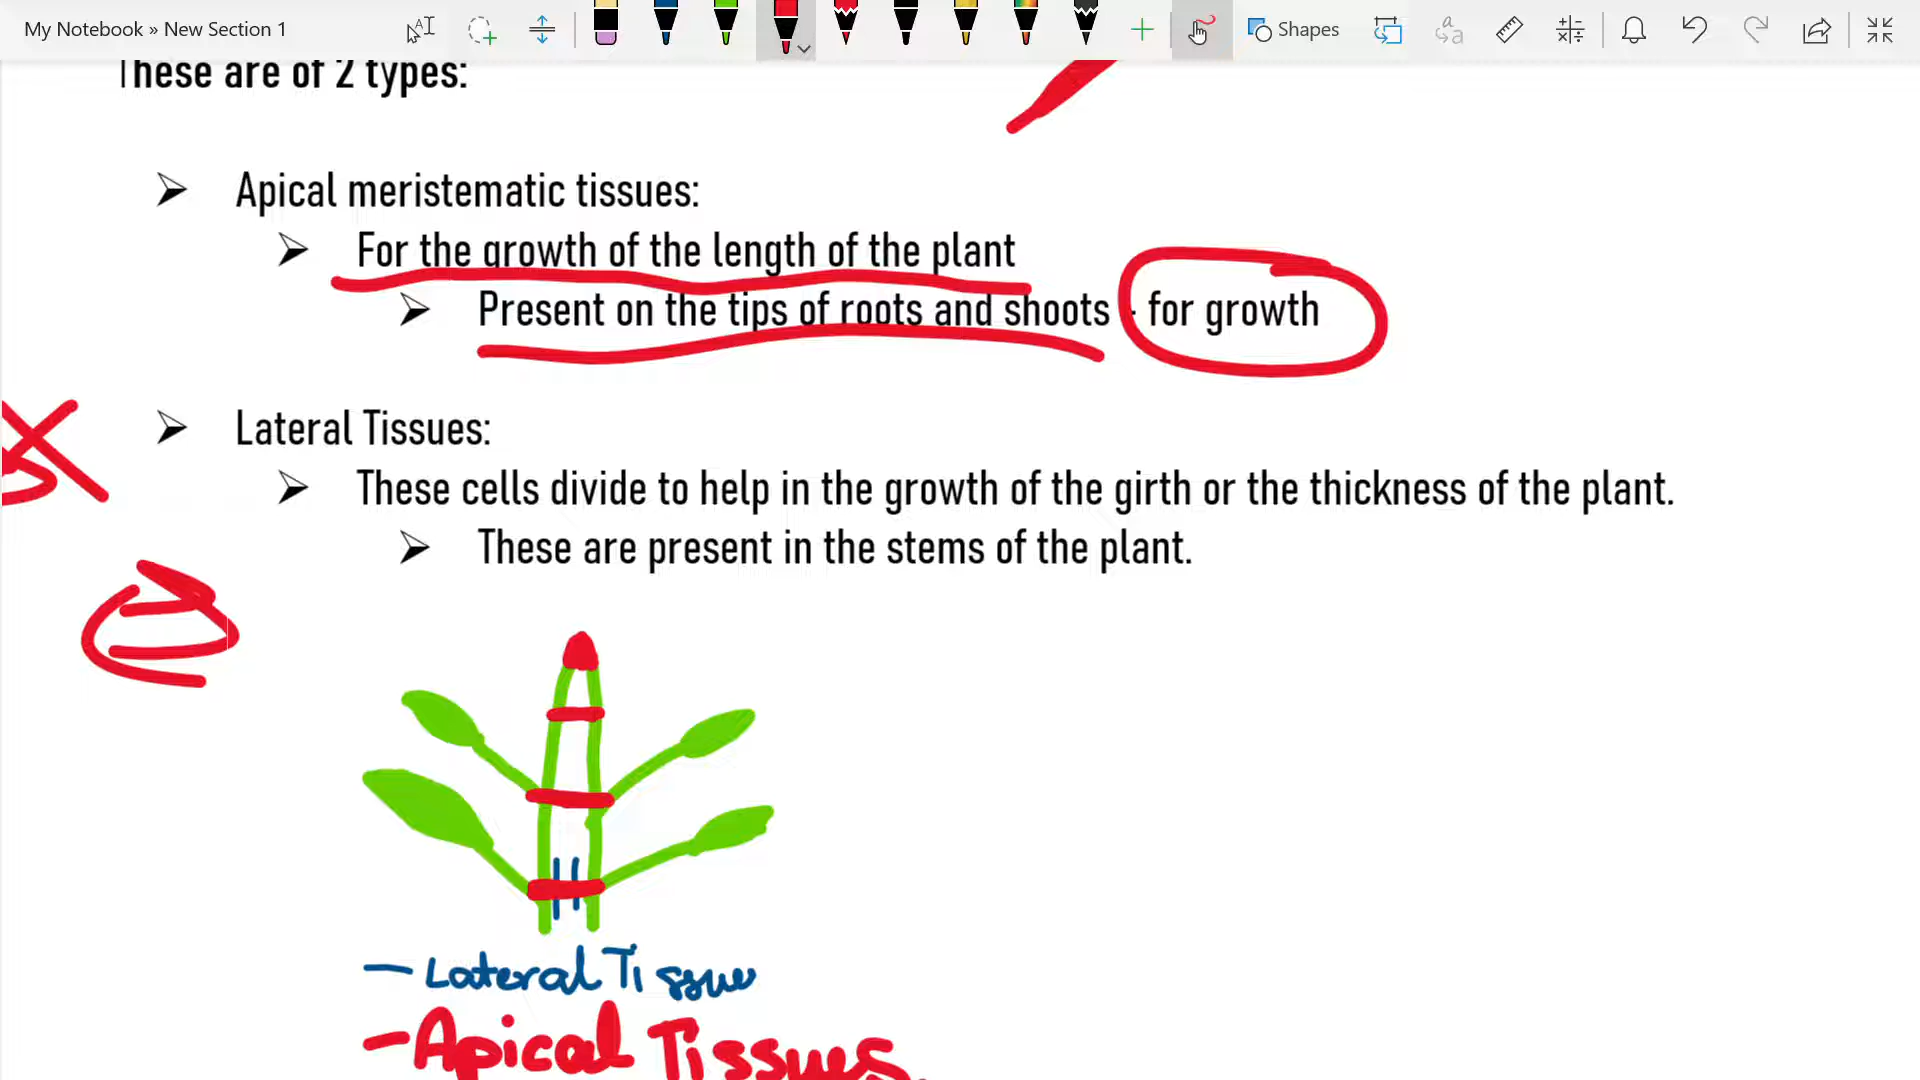 My Notebook » New Section 1
Shapes
These are of 2 types:
Apical meristematic tissues:
For the growth of the length of the plant
Present on the tips of roots and shoots - for growth
Lateral Tissues:
These cells divide to help in the growth of the girth or the thickness of the plant.
These are present in the stems of the plant.
- Lateral Tissue
- Apical Tissues